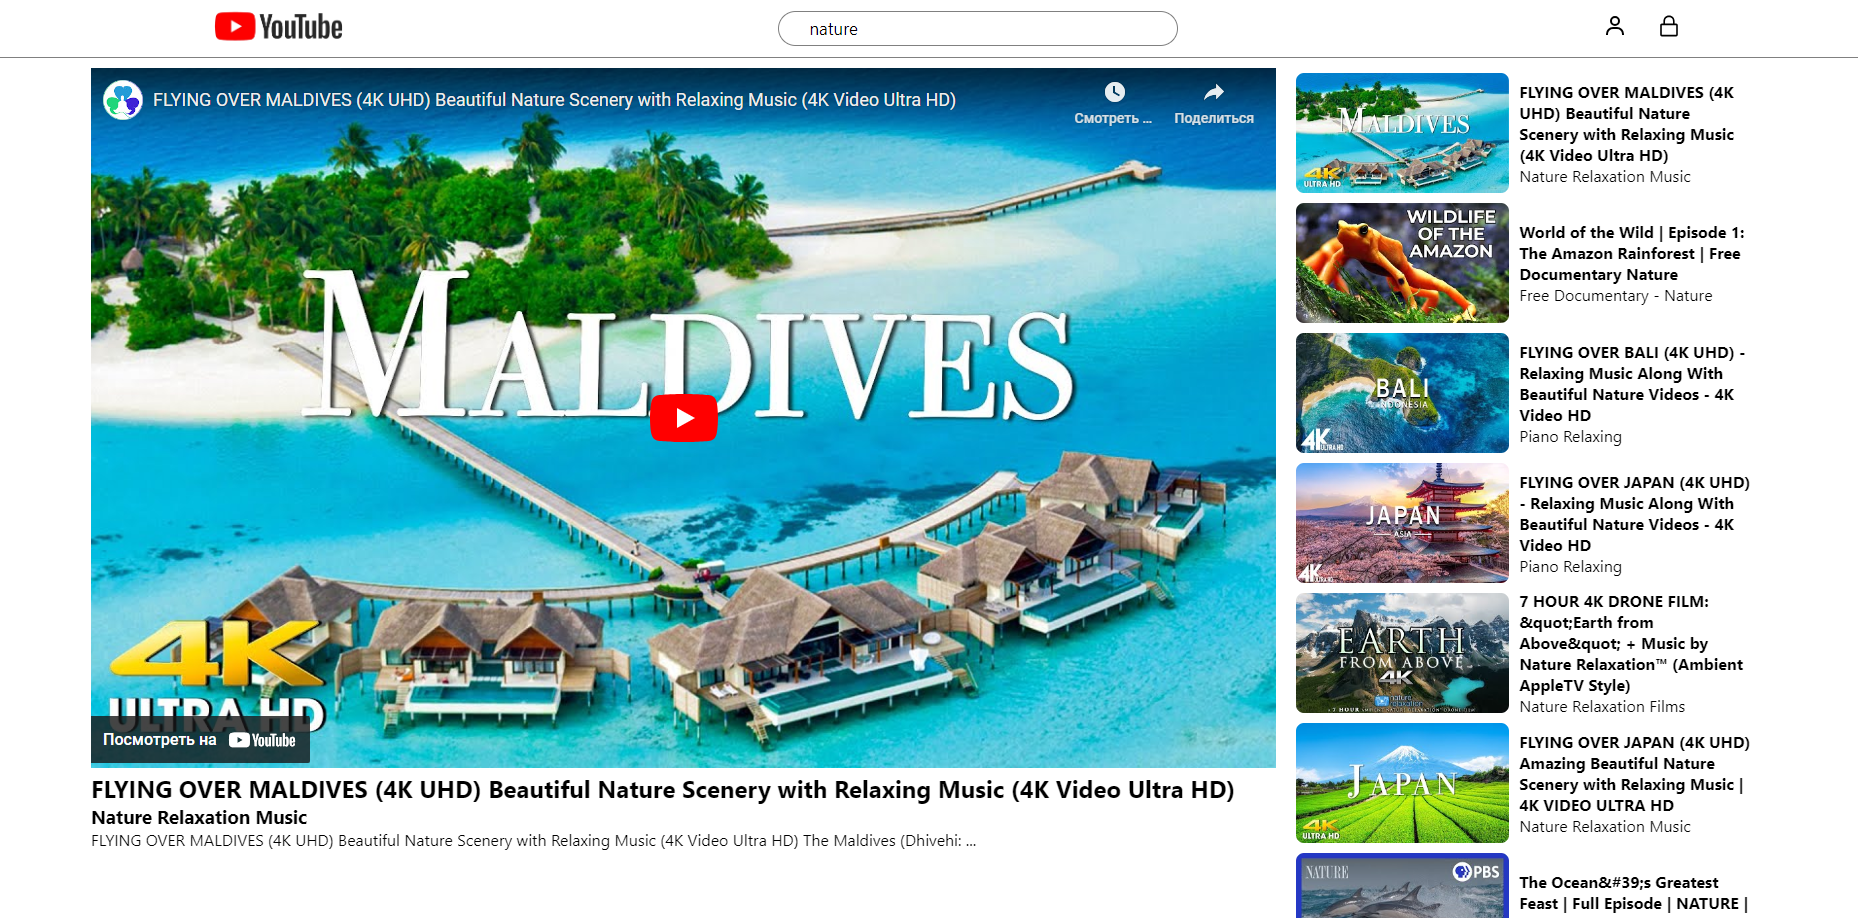 YouTube
nature
FLYING OVER MALDIVES (4K UHD) Beautiful Nature Scenery with Relaxing Music (4K Video Ultra HD)
Смотреть ...
Поделиться
MALDIVES
4K
ULTRA HD
Посмотреть на YouTube
FLYING OVER MALDIVES (4K UHD) Beautiful Nature Scenery with Relaxing Music (4K Video Ultra HD)
Nature Relaxation Music
FLYING OVER MALDIVES (4K UHD) Beautiful Nature Scenery with Relaxing Music (4K Video Ultra HD) The Maldives (Dhivehi: ...
MALDIVES
4K
ULTRA HD
FLYING OVER MALDIVES (4K
UHD) Beautiful Nature
Scenery with Relaxing Music
(4K Video Ultra HD)
Nature Relaxation Music
WILDLIFE
OF THE
AMAZON
World of the Wild | Episode 1:
The Amazon Rainforest | Free
Documentary Nature
Free Documentary - Nature
BALI
INDONESIA
4K ULTRA HD
FLYING OVER BALI (4K UHD) -
Relaxing Music Along With
Beautiful Nature Videos - 4K
Video HD
Piano Relaxing
JAPAN
ASIA
4K ULTRA HD
FLYING OVER JAPAN (4K UHD)
- Relaxing Music Along With
Beautiful Nature Videos - 4K
Video HD
Piano Relaxing
EARTH
FROM ABOVE
4K
nature
relaxation
7 HOUR AMBIENT NATURE RELAXATION DRONE FILM
7 HOUR 4K DRONE FILM:
&quot;Earth from
Above&quot; + Music by
Nature Relaxation™ (Ambient
AppleTV Style)
Nature Relaxation Films
JAPAN
4K
ULTRA HD
FLYING OVER JAPAN (4K UHD)
Amazing Beautiful Nature
Scenery with Relaxing Music |
4K VIDEO ULTRA HD
Nature Relaxation Music
NATURE
PBS
The Ocean&#39;s Greatest
Feast | Full Episode | NATURE |